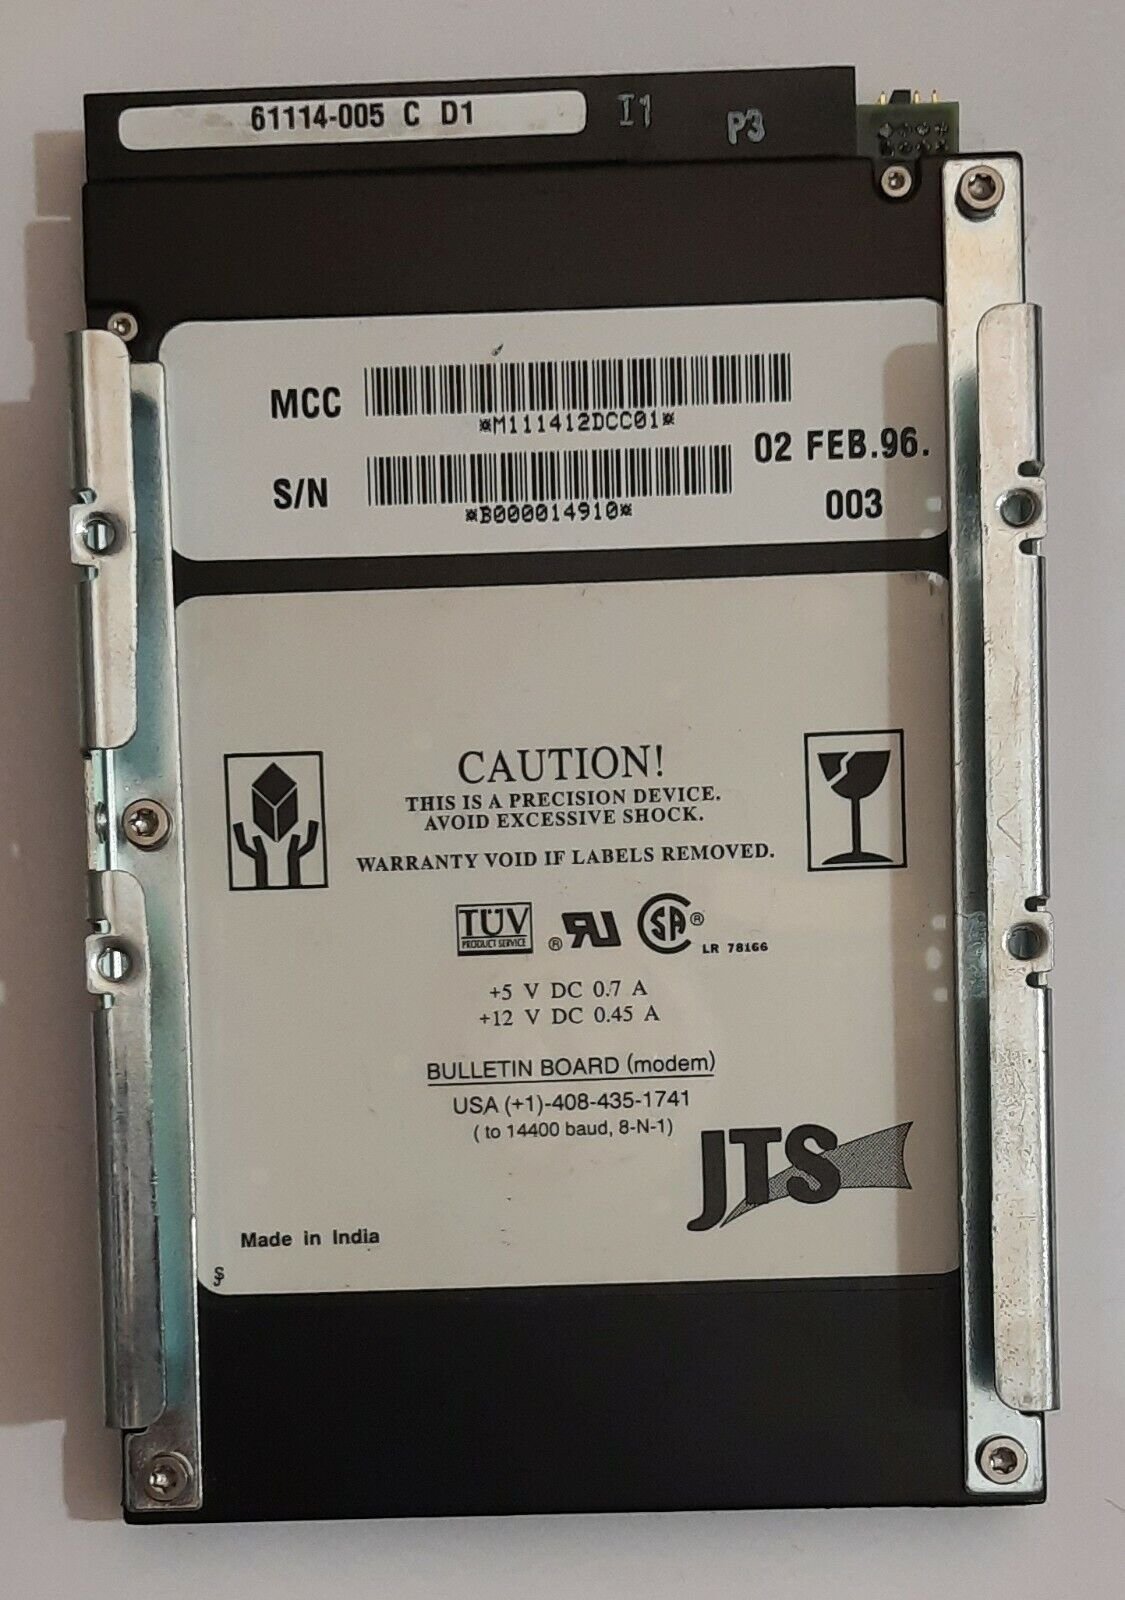 61114-005 C D1
I1
P3
MCC
*M111412DCC01*
S/N
*B000014910*
02 FEB.96.
003
CAUTION!
THIS IS A PRECISION DEVICE.
AVOID EXCESSIVE SHOCK.
WARRANTY VOID IF LABELS REMOVED.
TÜV
PRODUCT SERVICE
® RU
SA ®
LR 78166
+5 V DC 0.7 A
+12 V DC 0.45 A
BULLETIN BOARD (modem)
USA (+1)-408-435-1741
( to 14400 baud, 8-N-1)
JTS
Made in India